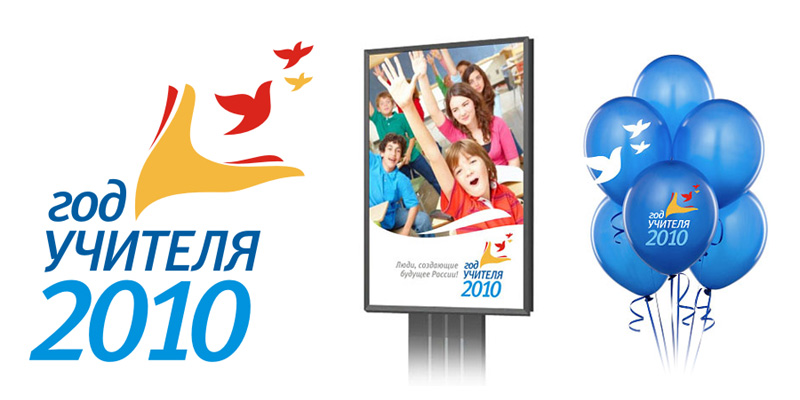 год
УЧИТЕЛЯ
2010
Люди, создающие
будущее России!
год
УЧИТЕЛЯ
2010
год
УЧИТЕЛЯ
2010